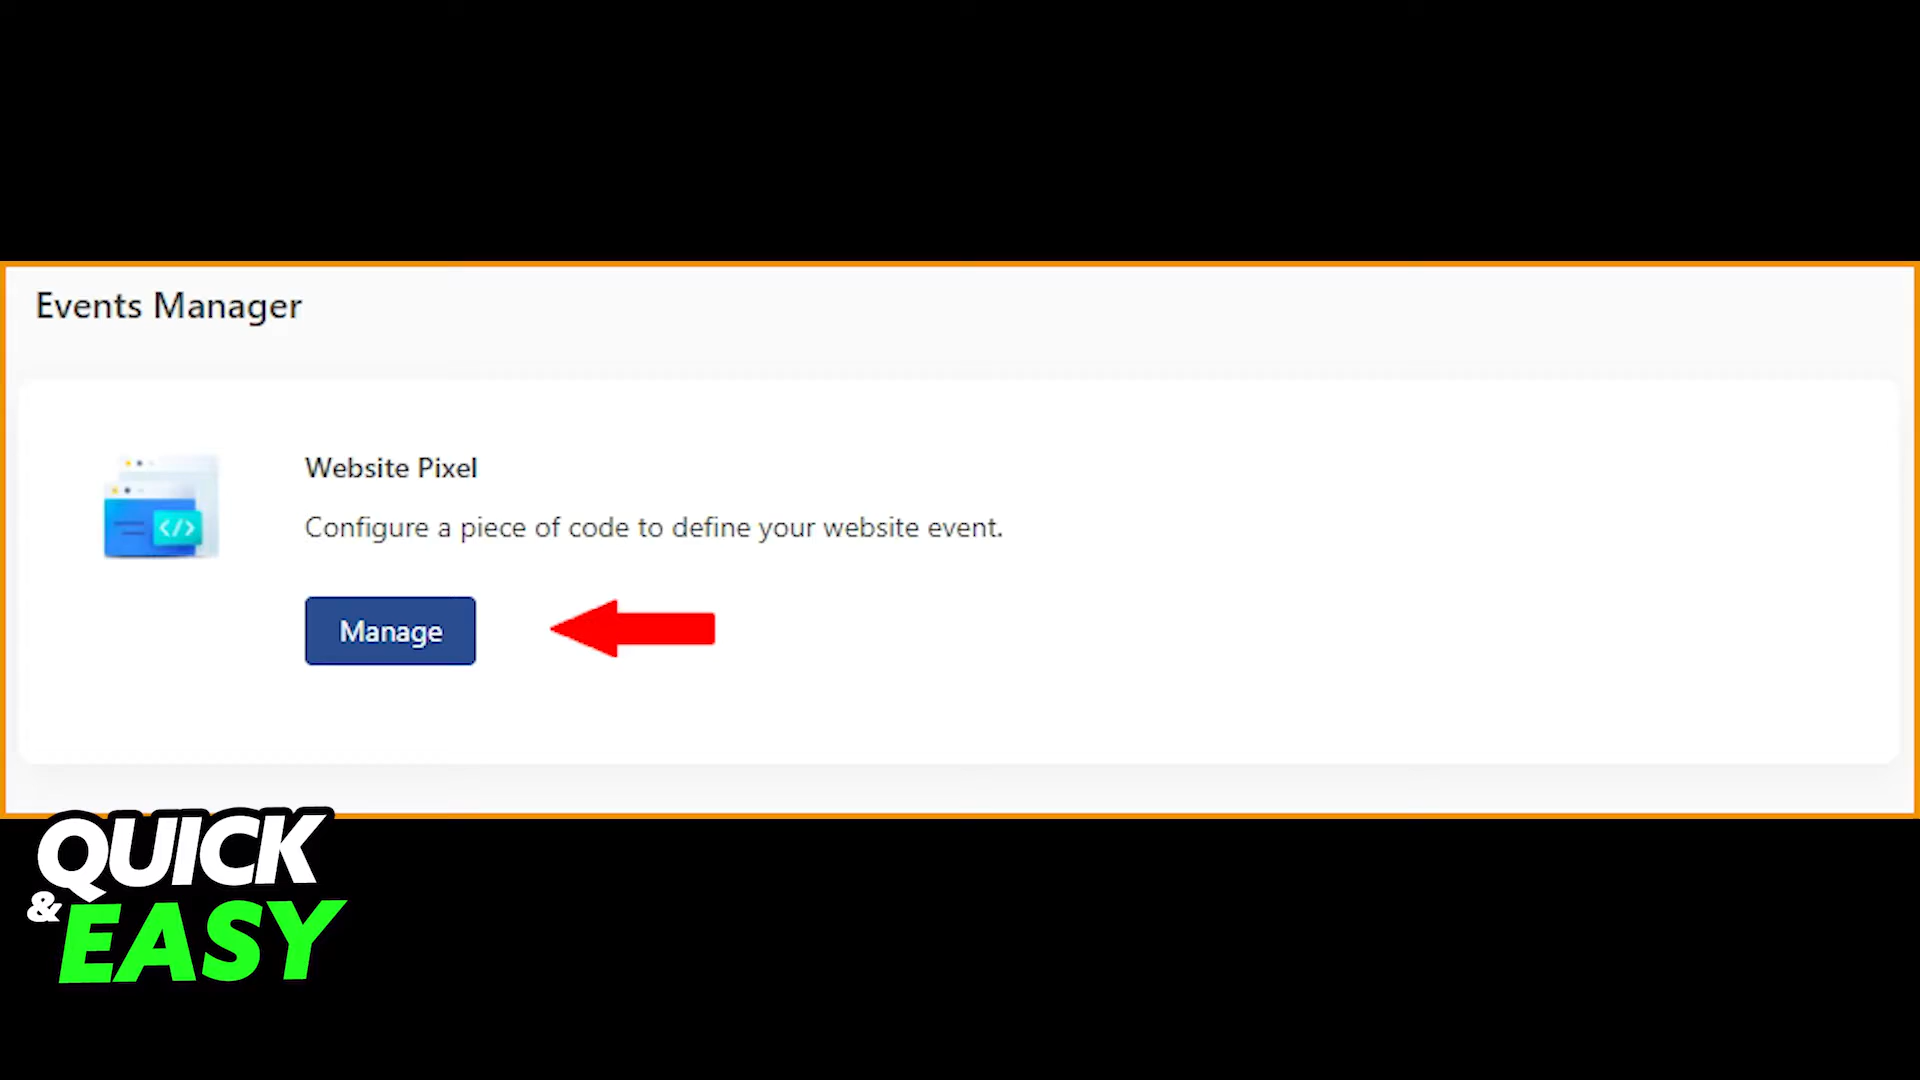 Events Manager
Website Pixel
</>
Configure a piece of code to define your website event.
Manage
QUICK
&EASY